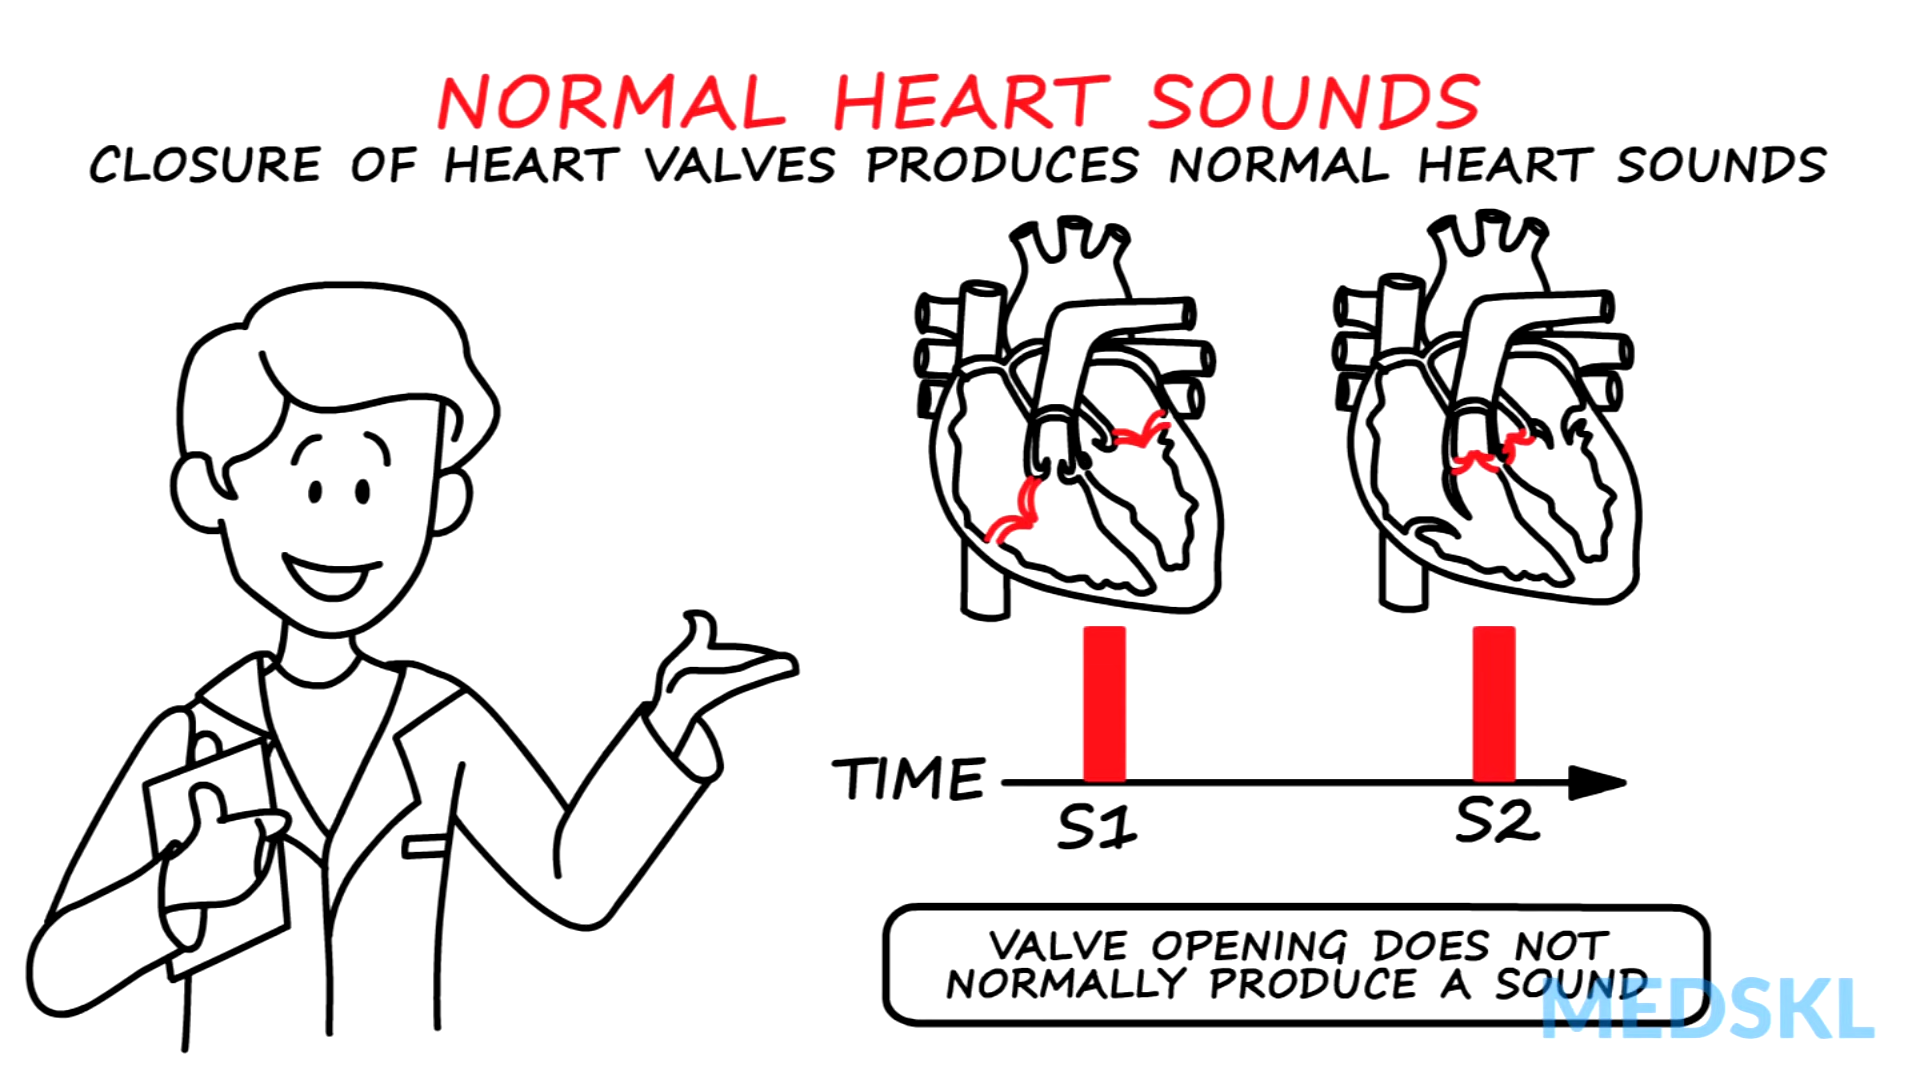 NORMAL HEART SOUNDS
CLOSURE OF HEART VALVES PRODUCES NORMAL HEART SOUNDS
TIME
S1
S2
VALVE OPENING DOES NOT
NORMALLY PRODUCE A SOUND
MEDSKL